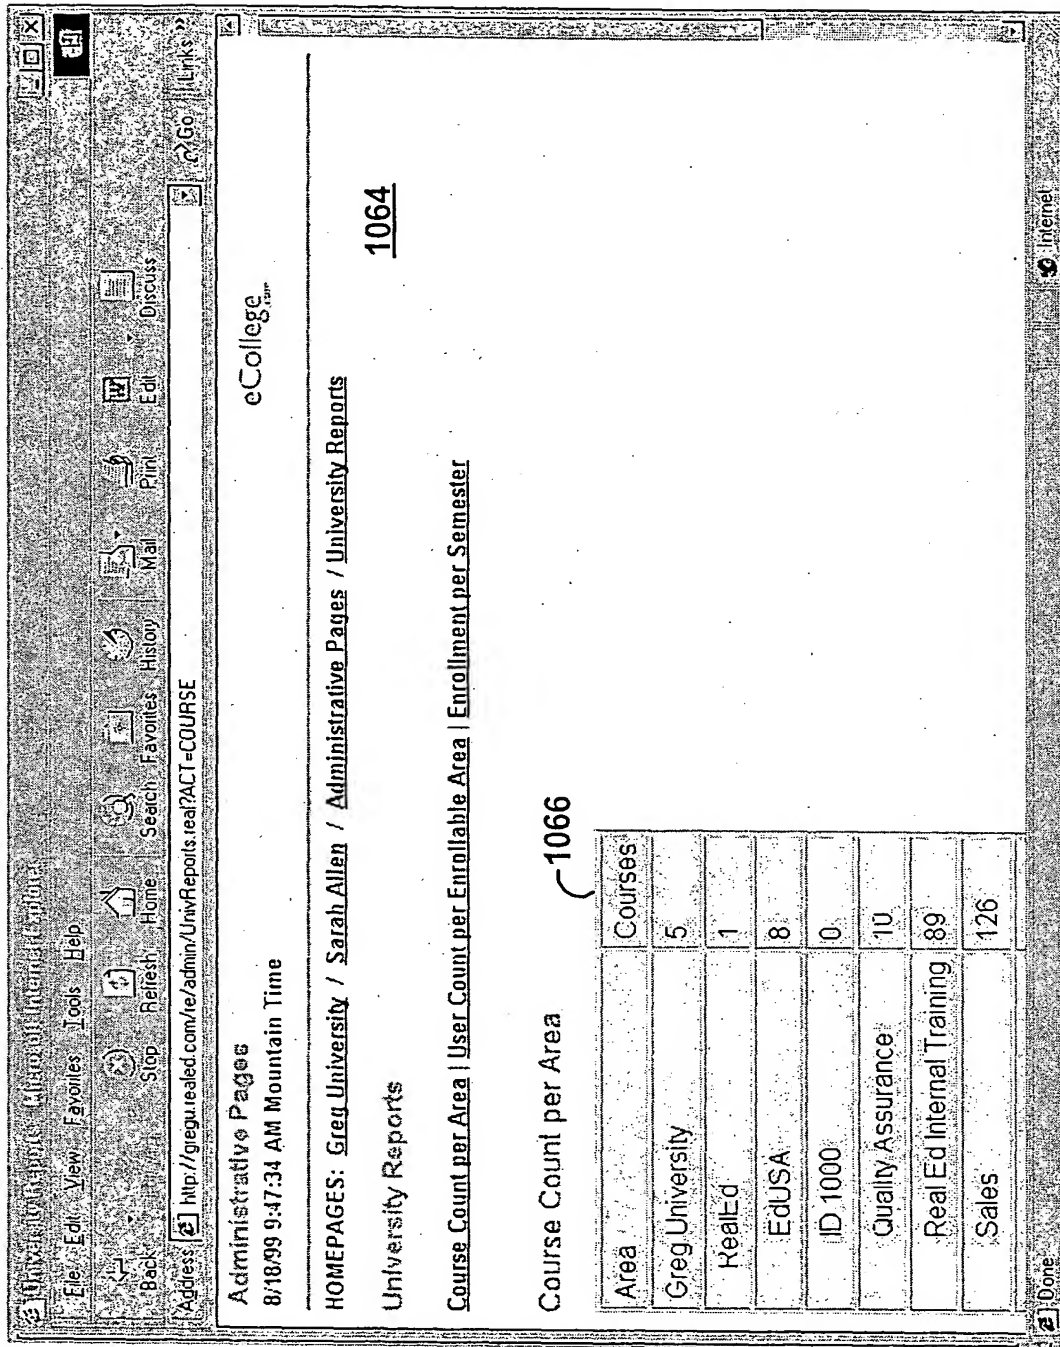 University Reports - Microsoft Internet Explorer
File Edit View Favorites Tools Help
Back Stop Refresh Home Search Favorites History Mail Print Edit Discuss
Address http://gregu.realed.com/re/admin/UnivReports.real?ACT=COURSE Go Links »
Administrative Pages
8/18/99 9:47:34 AM Mountain Time
eCollege
HOMEPAGES: Greg University / Sarah Allen / Administrative Pages / University Reports
University Reports
1064
Course Count per Area | User Count per Enrollable Area | Enrollment per Semester
Course Count per Area
1066
Area Courses
Greg University 5
RealEd 1
EdUSA 8
ID 1000 0
Quality Assurance 10
Real Ed Internal Training 89
Sales 126
Done Internet